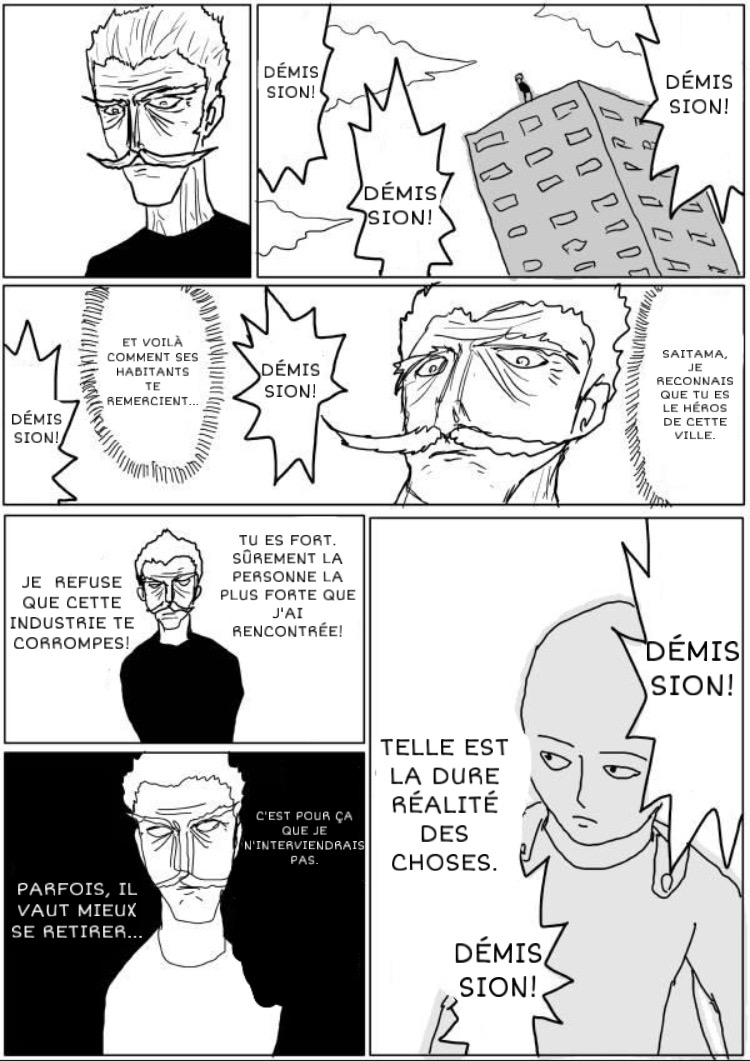 DÉMIS
SION!
DÉMIS
SION!
DÉMIS
SION!
SAITAMA,
JE
RECONNAIS
QUE TU ES
LE HÉROS
DE CETTE
VILLE.
DÉMIS
SION!
ET VOILÀ
COMMENT SES
HABITANTS
TE
REMERCIENT...
DÉMIS
SION!
TU ES FORT.
SÛREMENT LA
PERSONNE LA
PLUS FORTE QUE
J'AI
RENCONTRÉE!
JE REFUSE
QUE CETTE
INDUSTRIE TE
CORROMPES!
DÉMIS
SION!
TELLE EST
LA DURE
RÉALITÉ
DES
CHOSES.
DÉMIS
SION!
C'EST POUR ÇA
QUE JE
N'INTERVIENDRAIS
PAS.
PARFOIS, IL
VAUT MIEUX
SE RETIRER...